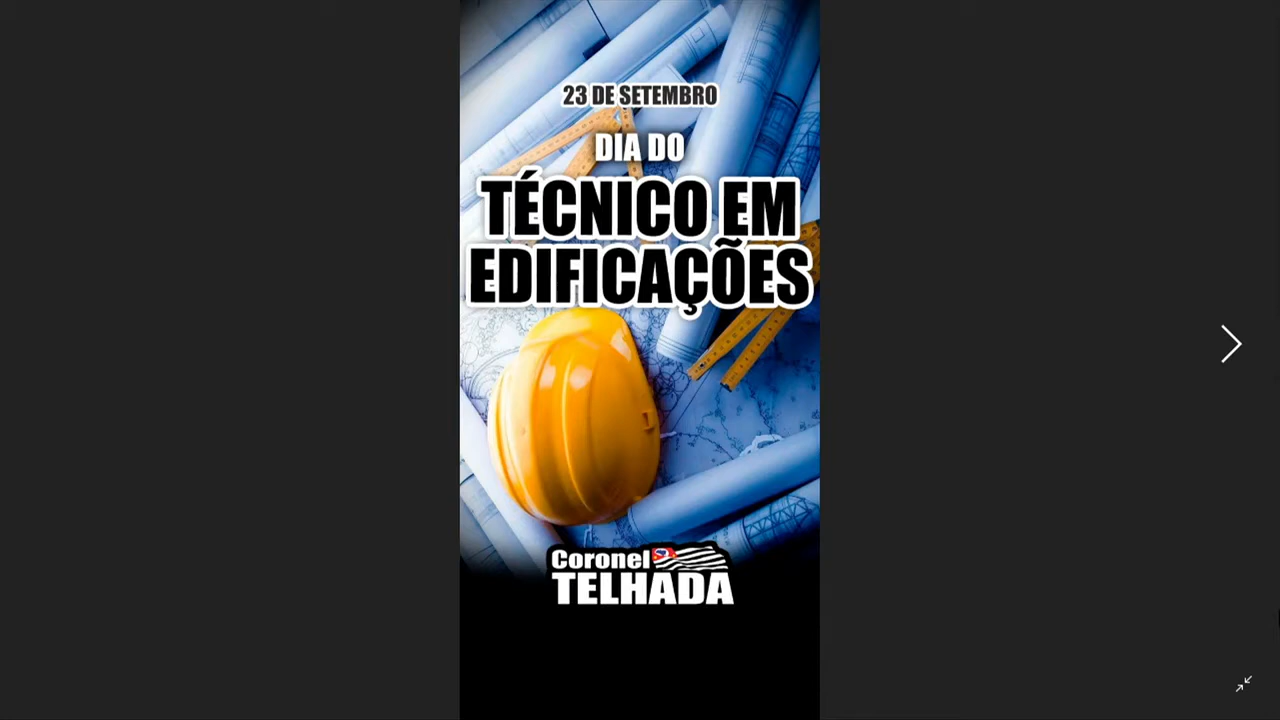 23 DE SETEMBRO
DIA DO
TÉCNICO EM
EDIFICAÇÕES
Coronel
TELHADA